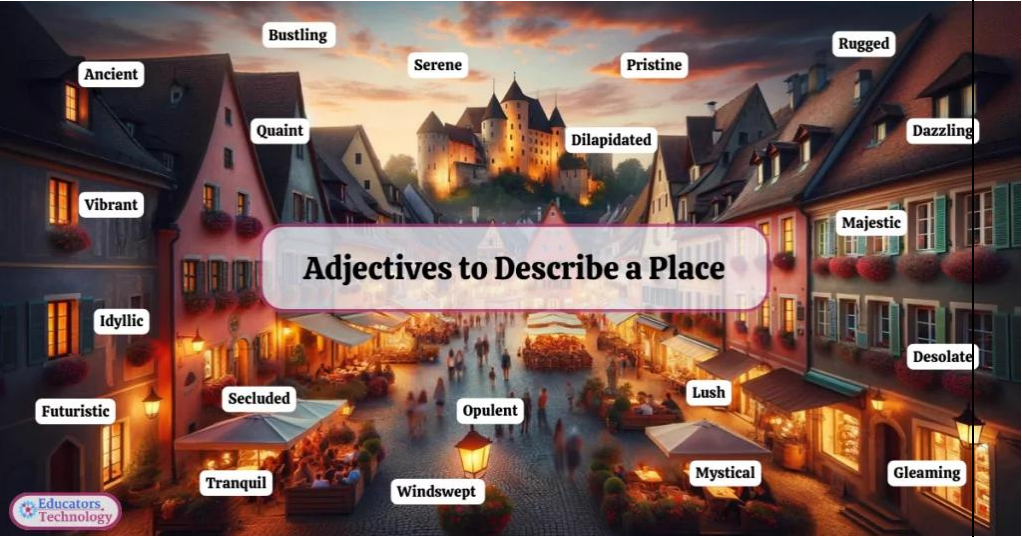 Bustling
Rugged
Serene
Pristine
Ancient
Quaint
Dilapidated
Dazzling
Vibrant
Majestic
Adjectives to Describe a Place
Idyllic
Desolate
Lush
Secluded
Futuristic
Opulent
Mystical
Gleaming
Tranquil
Windswept
Educators
Technology